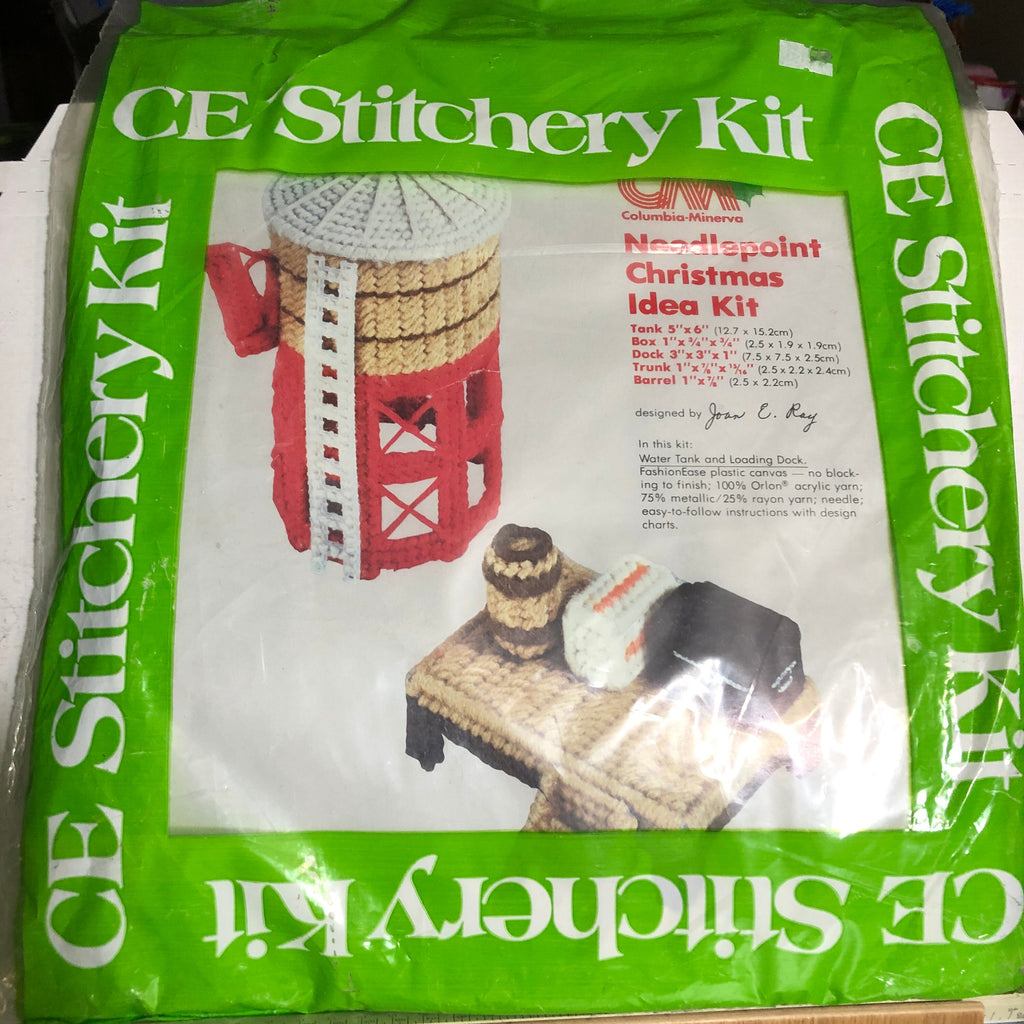 CE Stitchery Kit
CE Stitchery Kit
CE Stitchery Kit
CM
Columbia-Minerva
Needlepoint
Christmas
Idea Kit
Tank 5"x6" (12.7 x 15.2cm)
Box 1"x¾"x¾" (2.5 x 1.9 x 1.9cm)
Dock 3"x3"x1" (7.5 x 7.5 x 2.5cm)
Trunk 1"x⅞"x15/16" (2.5 x 2.2 x 2.4cm)
Barrel 1"x⅞" (2.5 x 2.2cm)
designed by Joan E. Ray
In this kit:
Water Tank and Loading Dock.
FashionEase plastic canvas — no block-
ing to finish; 100% Orlon® acrylic yarn;
75% metallic/25% rayon yarn; needle;
easy-to-follow instructions with design
charts.
CE Stitchery Kit